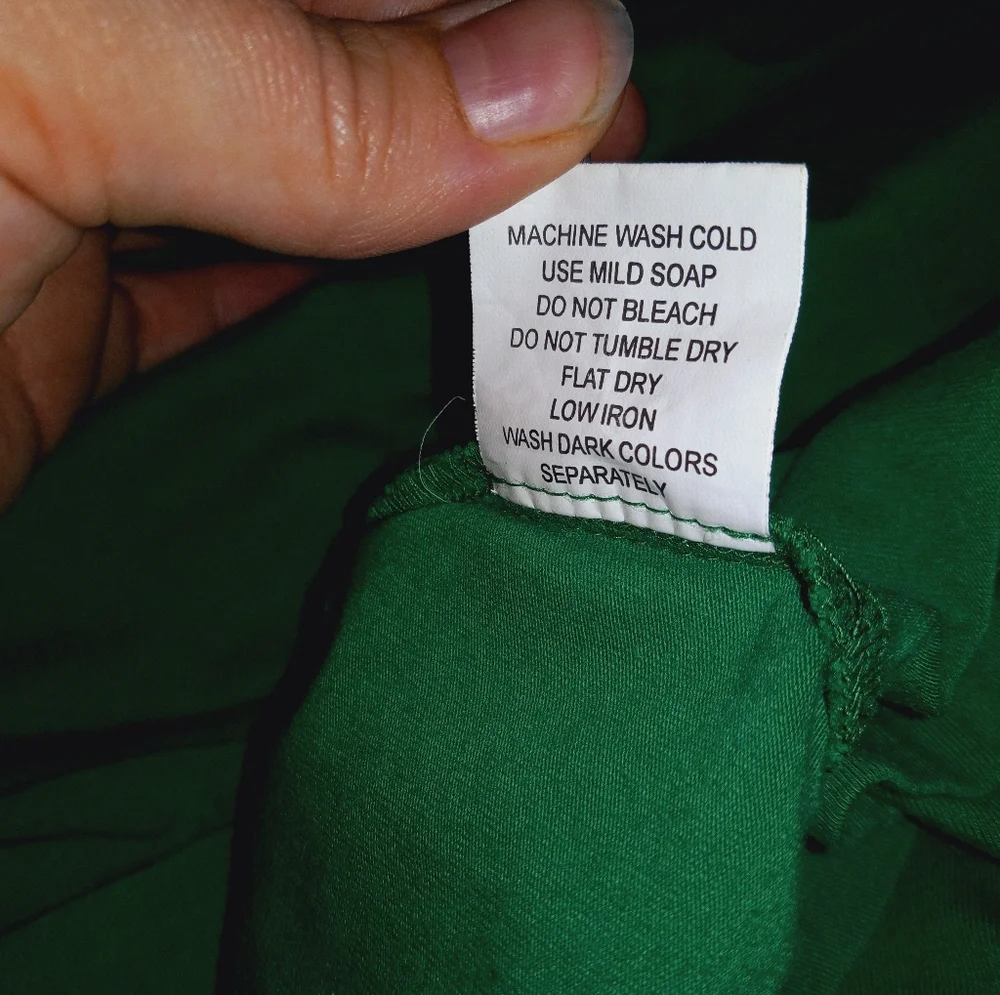 MACHINE WASH COLD
USE MILD SOAP
DO NOT BLEACH
DO NOT TUMBLE DRY
FLAT DRY
LOW IRON
WASH DARK COLORS
SEPARATELY